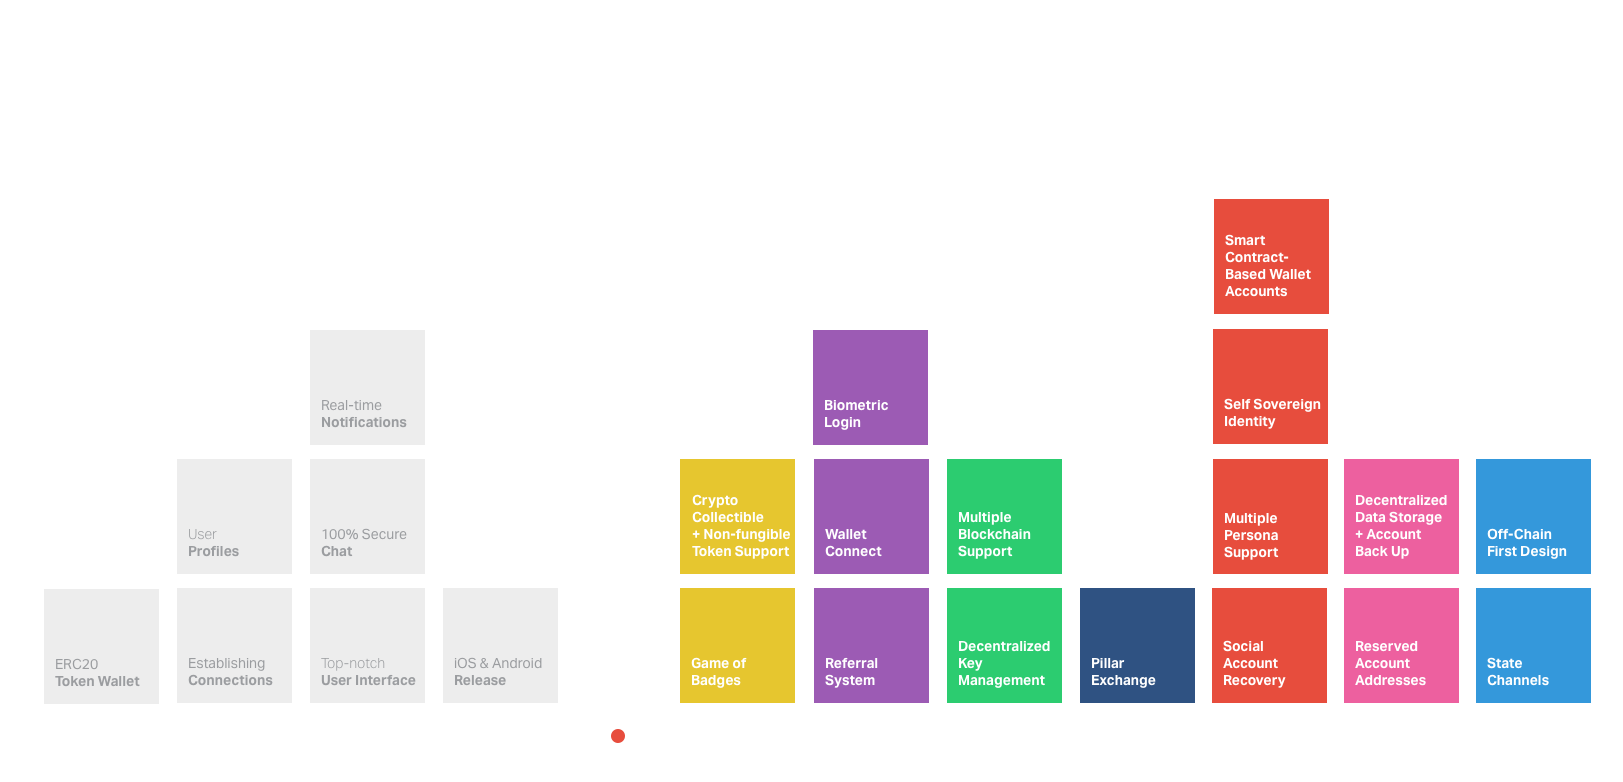 Smart
Contract-
Based Wallet
Accounts
Real-time
Notifications
Biometric
Login
Self Sovereign
Identity
User
Profiles
100% Secure
Chat
Crypto
Collectible
+ Non-fungible
Token Support
Wallet
Connect
Multiple
Blockchain
Support
Multiple
Persona
Support
Decentralized
Data Storage
+ Account
Back Up
Off-Chain
First Design
ERC20
Token Wallet
Establishing
Connections
Top-notch
User Interface
iOS & Android
Release
Game of
Badges
Referral
System
Decentralized
Key
Management
Pillar
Exchange
Social
Account
Recovery
Reserved
Account
Addresses
State
Channels